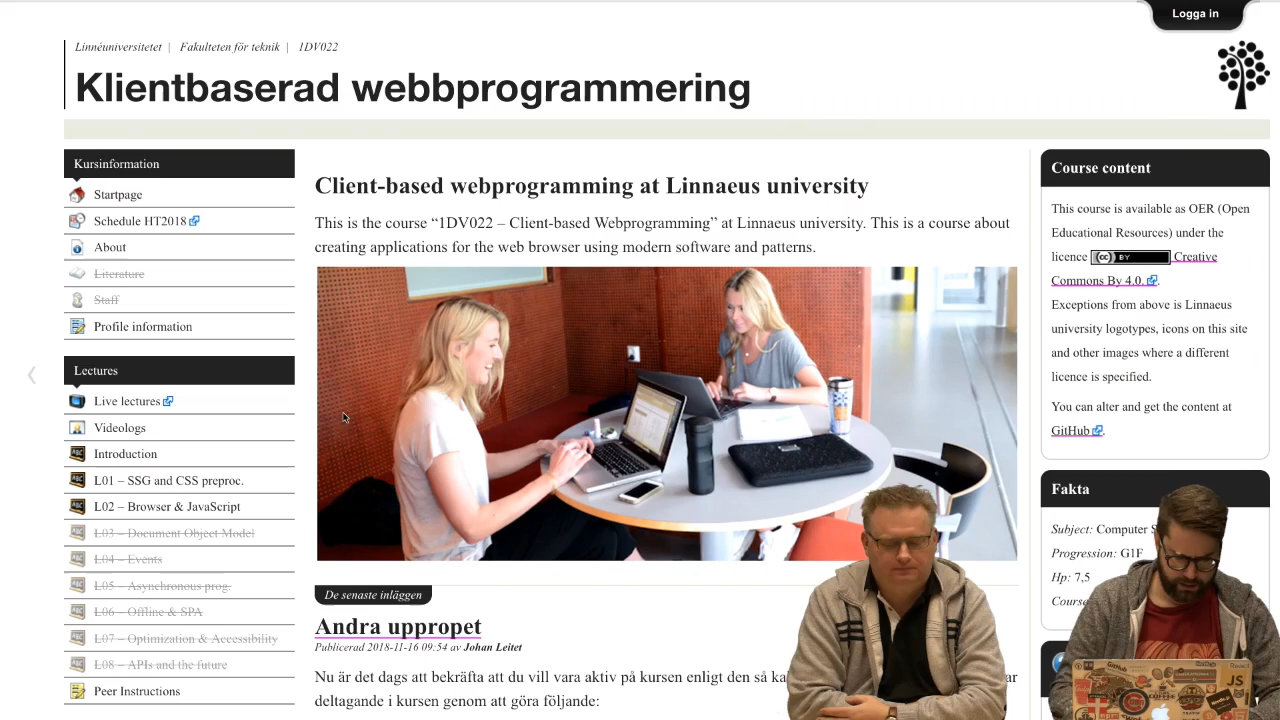 Logga in
Linnéuniversitetet | Fakulteten för teknik | 1DV022
Klientbaserad webbprogrammering
Kursinformation
Startpage
Schedule HT2018
About
Literature
Staff
Profile information
Lectures
Live lectures
Videologs
Introduction
L01 – SSG and CSS preproc.
L02 – Browser & JavaScript
L03 – Document Object Model
L04 – Events
L05 – Asynchronous prog.
L06 – Offline & SPA
L07 – Optimization & Accessibility
L08 – APIs and the future
Peer Instructions
Client-based webprogramming at Linnaeus university
This is the course “1DV022 – Client-based Webprogramming” at Linnaeus university. This is a course about
creating applications for the web browser using modern software and patterns.
De senaste inläggen
Andra uppropet
Publicerad 2018-11-16 09:54 av Johan Leitet
Nu är det dags att bekräfta att du vill vara aktiv på kursen enligt den så
deltagande i kursen genom att göra följande:
Course content
This course is available as OER (Open
Educational Resources) under the
licence (cc) BY Creative
Commons By 4.0.
Exceptions from above is Linnaeus
university logotypes, icons on this site
and other images where a different
licence is specified.
You can alter and get the content at
GitHub.
Fakta
Subject: Computer
Progression: G1F
Hp: 7,5
Course
GitHub
JS